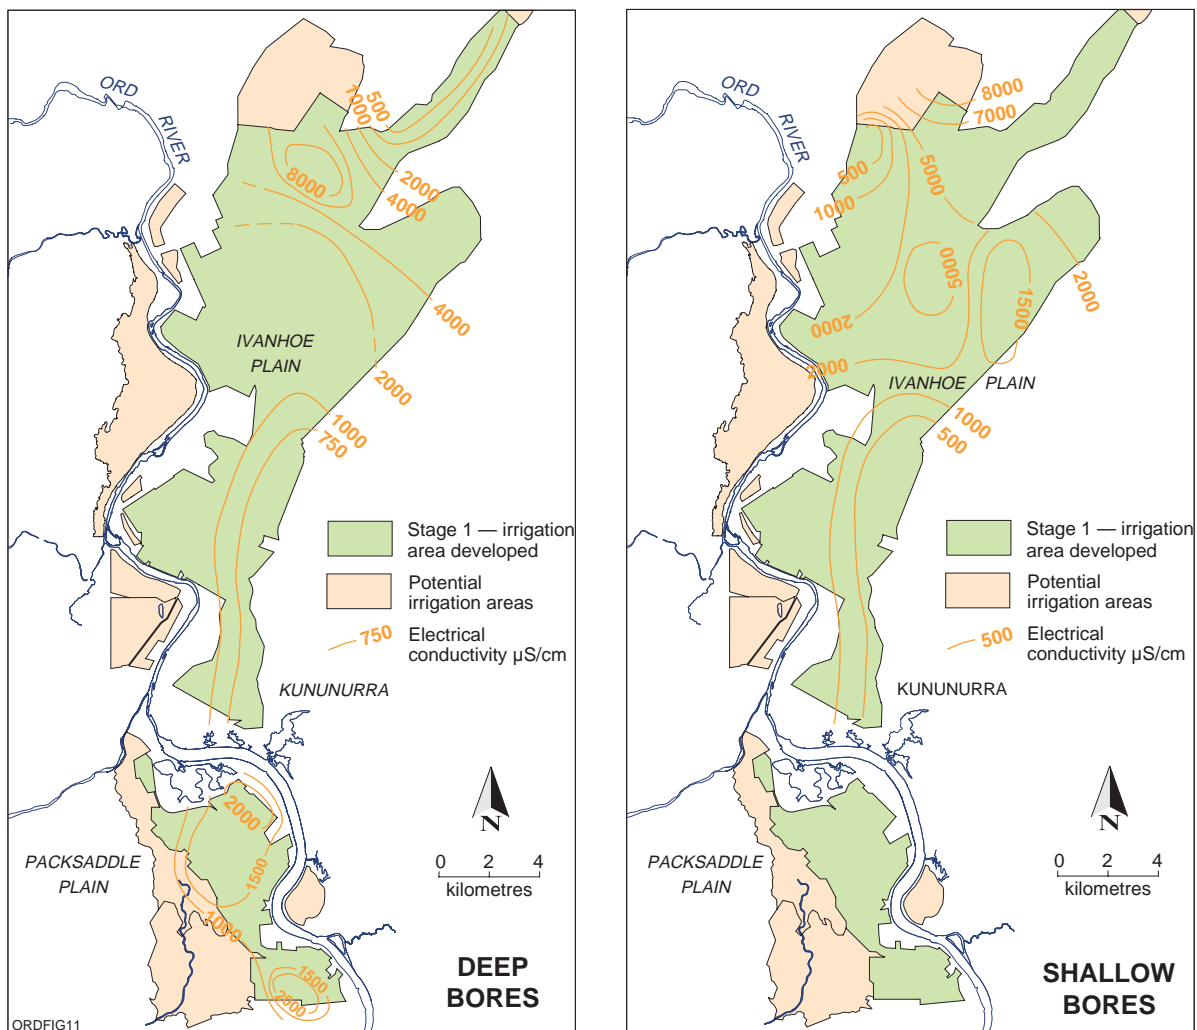 ORD
RIVER
500
1000
8000
2000
4000
4000
IVANHOE
PLAIN
2000
1000
750
Stage 1 — irrigation
area developed
Potential
irrigation areas
750
Electrical
conductivity µS/cm
KUNUNURRA
2000
N
PACKSADDLE
PLAIN
1500
0 2 4
kilometres
1000
1500
2000
DEEP
BORES
ORDFIG11
ORD
RIVER
8000
7000
500
5000
1000
5000
2000
1500
2000
2000
IVANHOE PLAIN
1000
500
Stage 1 — irrigation
area developed
Potential
irrigation areas
500
Electrical
conductivity µS/cm
KUNUNURRA
N
PACKSADDLE
PLAIN
0 2 4
kilometres
SHALLOW
BORES